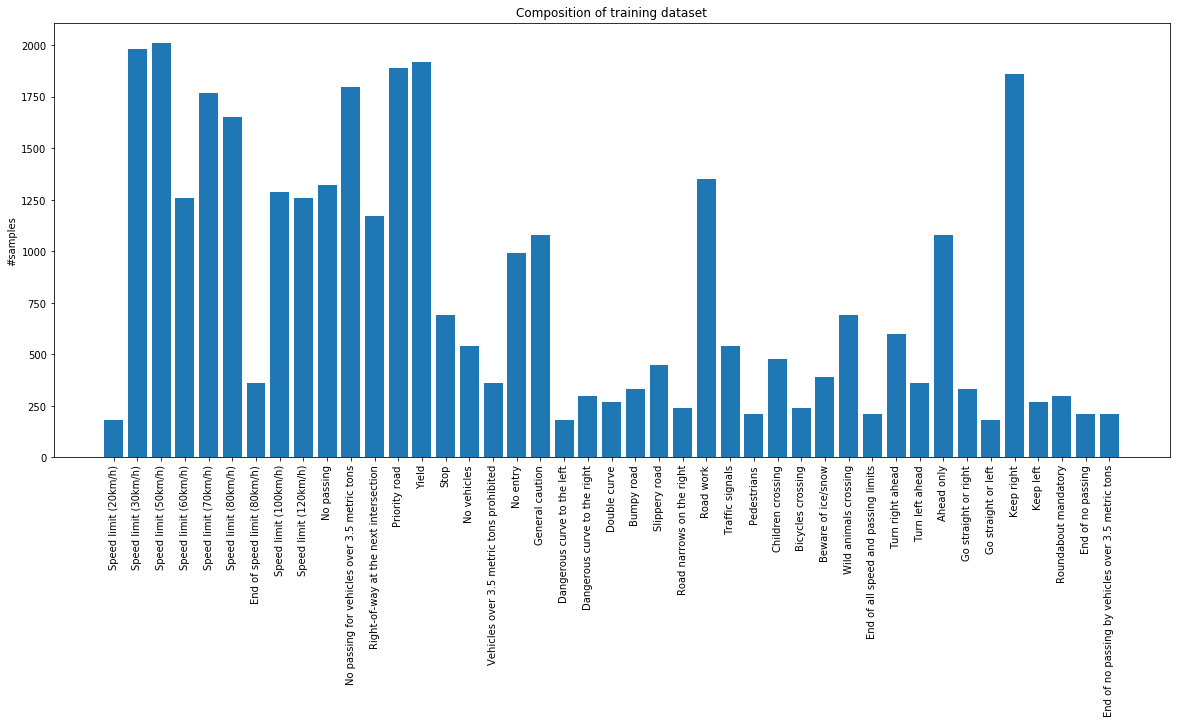 Composition of training dataset
#samples
2000
1750
1500
1250
1000
750
500
250
0
Speed limit (20km/h)
Speed limit (30km/h)
Speed limit (50km/h)
Speed limit (60km/h)
Speed limit (70km/h)
Speed limit (80km/h)
End of speed limit (80km/h)
Speed limit (100km/h)
Speed limit (120km/h)
No passing
No passing for vehicles over 3.5 metric tons
Right-of-way at the next intersection
Priority road
Yield
Stop
No vehicles
Vehicles over 3.5 metric tons prohibited
No entry
General caution
Dangerous curve to the left
Dangerous curve to the right
Double curve
Bumpy road
Slippery road
Road narrows on the right
Road work
Traffic signals
Pedestrians
Children crossing
Bicycles crossing
Beware of ice/snow
Wild animals crossing
End of all speed and passing limits
Turn right ahead
Turn left ahead
Ahead only
Go straight or right
Go straight or left
Keep right
Keep left
Roundabout mandatory
End of no passing
End of no passing by vehicles over 3.5 metric tons